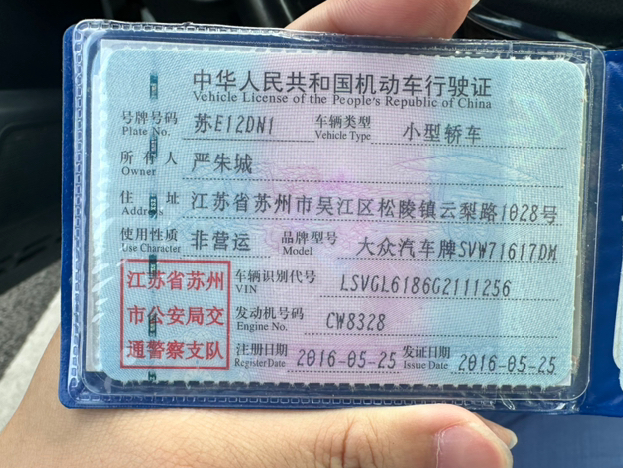 中华人民共和国机动车行驶证
Vehicle License of the People's Republic of China
号牌号码 苏E12DN1 车辆类型 小型轿车
Plate No. Vehicle Type
所有人 严朱城
Owner
住址 江苏省苏州市吴江区松陵镇云梨路1028号
Address
使用性质 非营运 品牌型号 大众汽车牌SVW71617DM
Use Character Model
江苏省苏州
市公安局交
通警察支队
车辆识别代号 LSVGL6186G2111256
VIN
发动机号码 CW8328
Engine No.
注册日期 2016-05-25 发证日期 2016-05-25
Register Date Issue Date